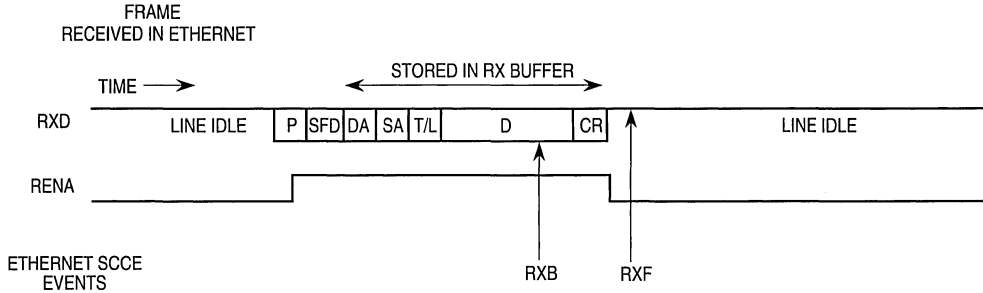 FRAME
RECEIVED IN ETHERNET
STORED IN RX BUFFER
TIME
RXD
LINE IDLE
P
SFD
DA
SA
T/L
D
CR
LINE IDLE
RENA
ETHERNET SCCE
EVENTS
RXB
RXF